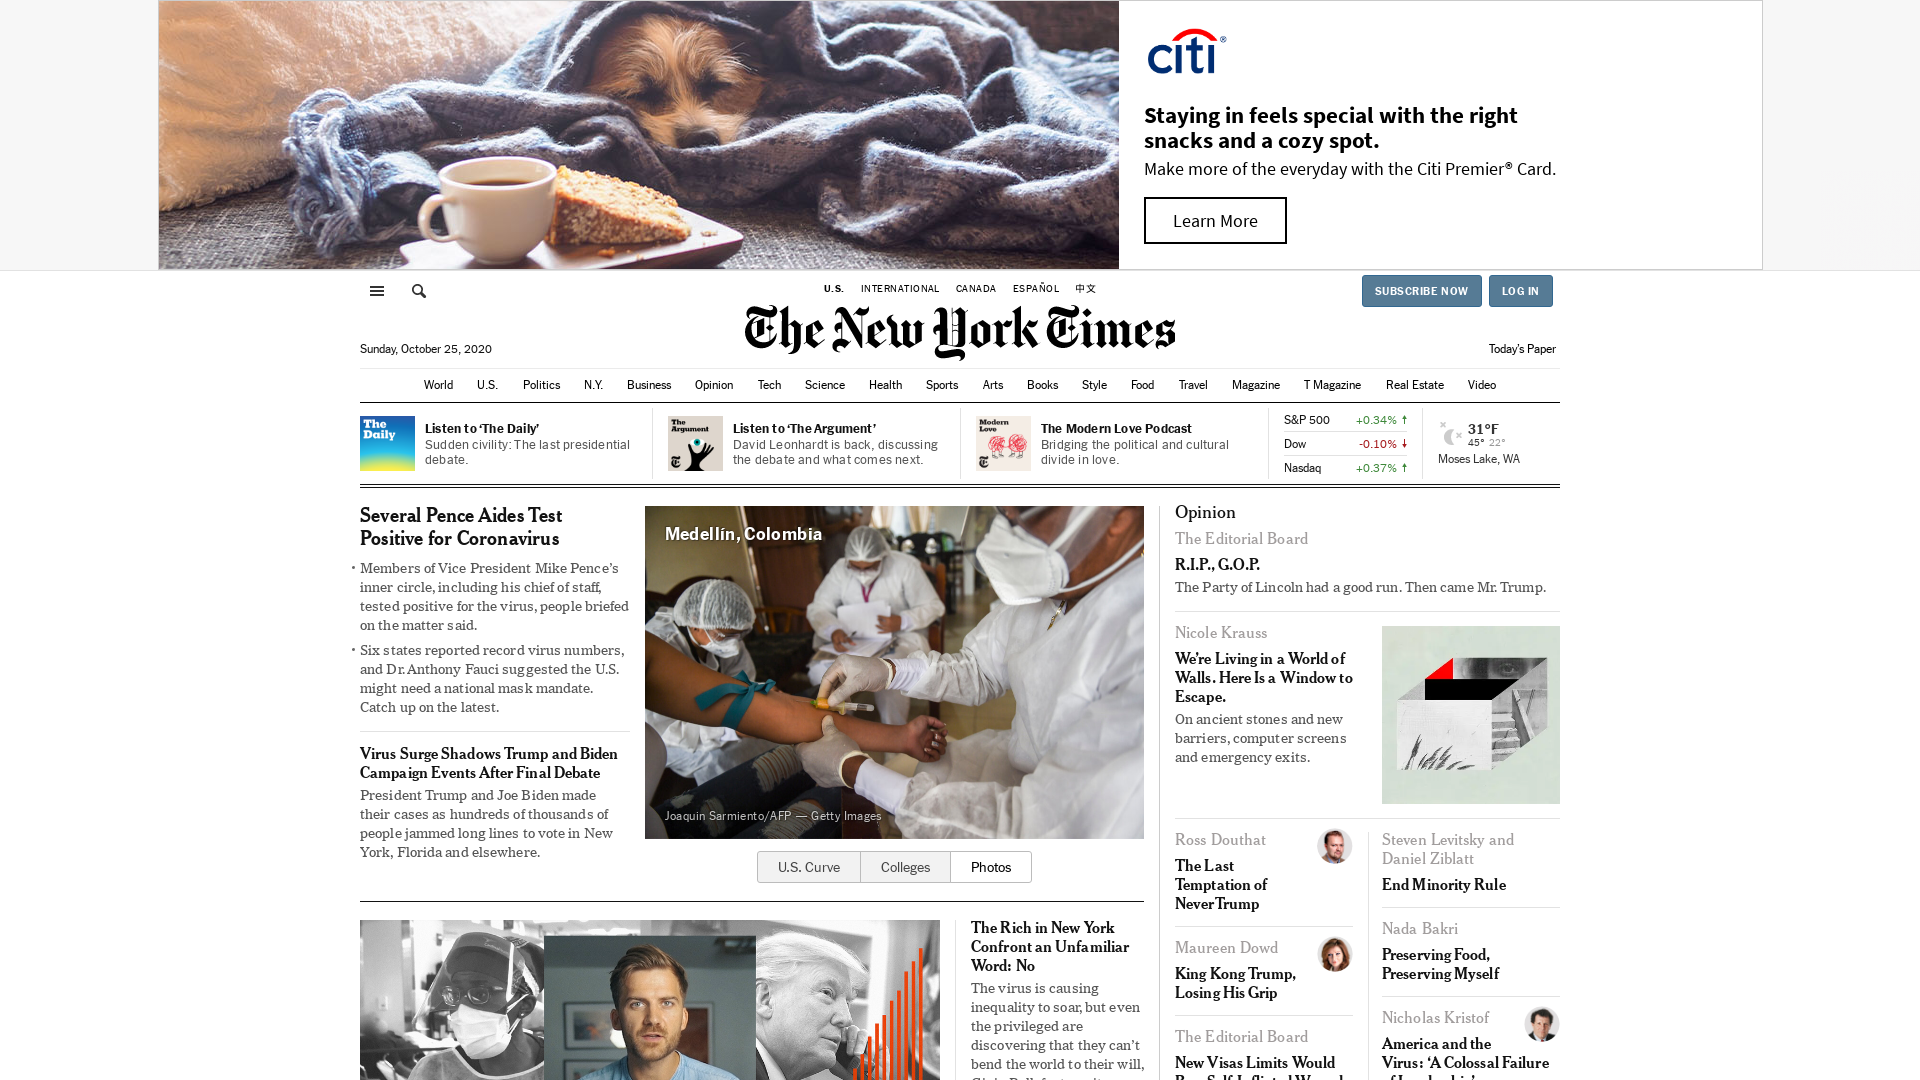 citi®
Staying in feels special with the right
snacks and a cozy spot.
Make more of the everyday with the Citi Premier® Card.
Learn More
U.S. INTERNATIONAL CANADA ESPAÑOL 中文
SUBSCRIBE NOW LOG IN
The New York Times
Sunday, October 25, 2020
Today's Paper
World U.S. Politics N.Y. Business Opinion Tech Science Health Sports Arts Books Style Food Travel Magazine T Magazine Real Estate Video
The
Daily
Listen to ‘The Daily’
Sudden civility: The last presidential
debate.
The
Argument
Listen to ‘The Argument’
David Leonhardt is back, discussing
the debate and what comes next.
Modern
Love
The Modern Love Podcast
Bridging the political and cultural
divide in love.
S&P 500 +0.34% ↑
Dow -0.10% ↓
Nasdaq +0.37% ↑
31°F
45° 22°
Moses Lake, WA
Several Pence Aides Test
Positive for Coronavirus
• Members of Vice President Mike Pence’s
inner circle, including his chief of staff,
tested positive for the virus, people briefed
on the matter said.
• Six states reported record virus numbers,
and Dr. Anthony Fauci suggested the U.S.
might need a national mask mandate.
Catch up on the latest.
Virus Surge Shadows Trump and Biden
Campaign Events After Final Debate
President Trump and Joe Biden made
their cases as hundreds of thousands of
people jammed long lines to vote in New
York, Florida and elsewhere.
Medellín, Colombia
Joaquin Sarmiento/AFP — Getty Images
U.S. Curve Colleges Photos
The Rich in New York
Confront an Unfamiliar
Word: No
The virus is causing
inequality to soar, but even
the privileged are
discovering that they can’t
bend the world to their will,
Opinion
The Editorial Board
R.I.P., G.O.P.
The Party of Lincoln had a good run. Then came Mr. Trump.
Nicole Krauss
We’re Living in a World of
Walls. Here Is a Window to
Escape.
On ancient stones and new
barriers, computer screens
and emergency exits.
Ross Douthat
The Last
Temptation of
NeverTrump
Maureen Dowd
King Kong Trump,
Losing His Grip
The Editorial Board
New Visas Limits Would
Steven Levitsky and
Daniel Ziblatt
End Minority Rule
Nada Bakri
Preserving Food,
Preserving Myself
Nicholas Kristof
America and the
Virus: ‘A Colossal Failure